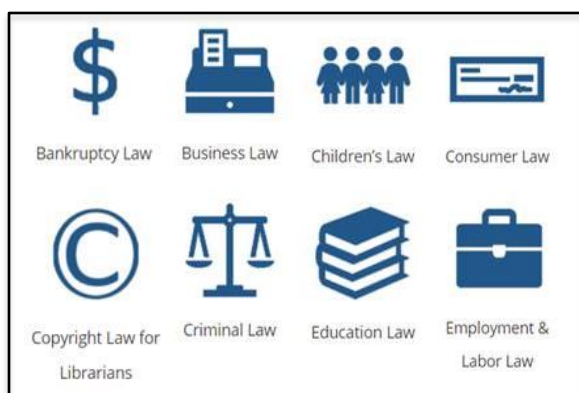 $
Bankruptcy Law
Business Law
Children's Law
Consumer Law
©
Copyright Law for
Librarians
Criminal Law
Education Law
Employment &
Labor Law